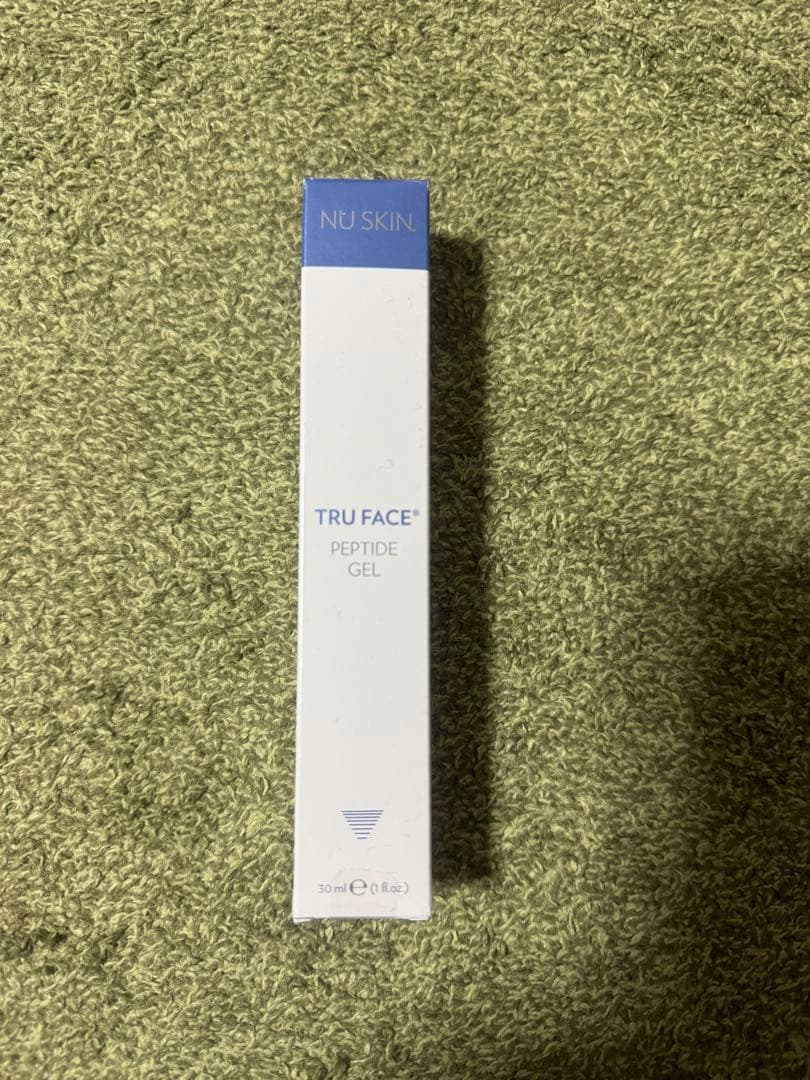 NU SKIN.
TRU FACE®
PEPTIDE
GEL
30 ml ℮ (1 fl.oz.)